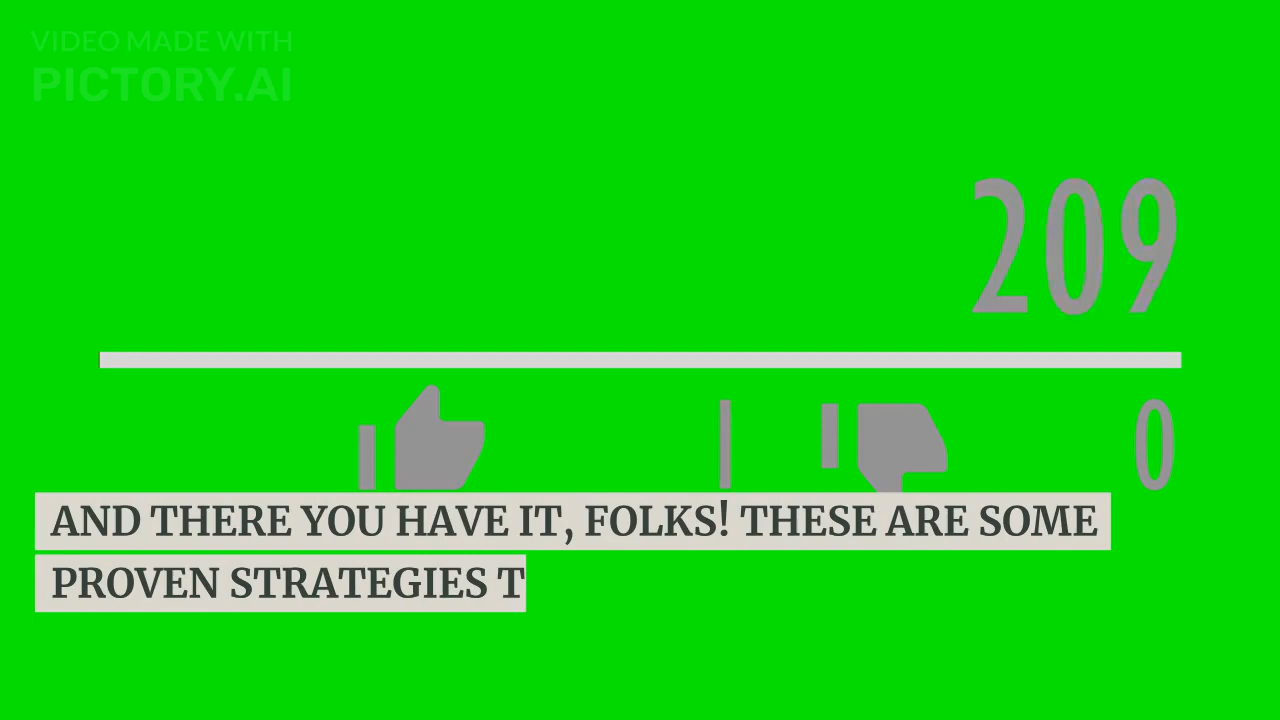 VIDEO MADE WITH
PICTORY.AI
209
0
AND THERE YOU HAVE IT, FOLKS! THESE ARE SOME
PROVEN STRATEGIES T